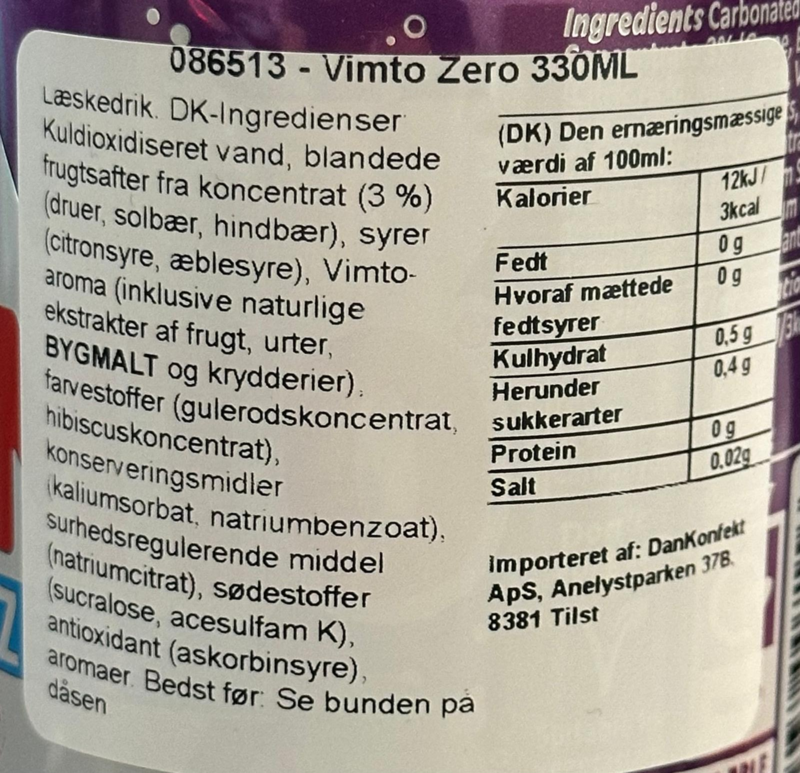 Ingredients Carbonated
086513 - Vimto Zero 330ML
Læskedrik. DK-Ingredienser
Kuldioxidiseret vand, blandede
frugtsafter fra koncentrat (3 %)
(druer, solbær, hindbær), syrer
(citronsyre, æblesyre), Vimto-
aroma (inklusive naturlige
ekstrakter af frugt, urter,
BYGMALT og krydderier),
farvestoffer (gulerodskoncentrat,
hibiscuskoncentrat),
konserveringsmidler
(kaliumsorbat, natriumbenzoat),
surhedsregulerende middel
(natriumcitrat), sødestoffer
(sucralose, acesulfam K),
antioxidant (askorbinsyre),
aromaer. Bedst før: Se bunden på
dåsen
(DK) Den ernæringsmæssige
værdi af 100ml:
Kalorier 12kJ /
3kcal
Fedt 0 g
Hvoraf mættede 0 g
fedtsyrer
Kulhydrat 0,5 g
Herunder 0,4 g
sukkerarter
Protein 0 g
Salt 0.02g
Importeret af: DanKonfekt
ApS, Anelystparken 37B.
8381 Tilst